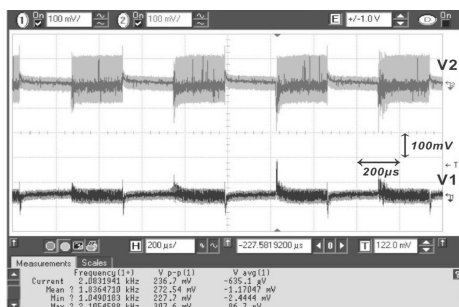 1 On 100 mV/ 2 On 100 mV/ E +/-1.0 V On
V2
100mV
200µs
T
V1
H 200 µs/ -227.5819200 µs 0 T 122.0 mV
Measurements Scales
Frequency(1+) V p-p(1) V avg(1)
Current 2.0831941 kHz 236.7 mV -635.1 µV
Mean ? 1.8364710 kHz 272.54 mV -1.17047 mV
Min ? 1.0490183 kHz 227.7 mV -2.4444 mV